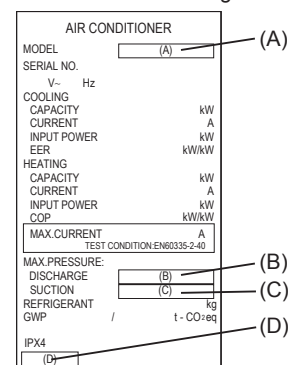 AIR CONDITIONER
MODEL (A) (A)
SERIAL NO.
V~ Hz
COOLING
CAPACITY kW
CURRENT A
INPUT POWER kW
EER kW/kW
HEATING
CAPACITY kW
CURRENT A
INPUT POWER kW
COP kW/kW
MAX.CURRENT A
TEST CONDITION:EN60335-2-40
MAX.PRESSURE:
DISCHARGE (B) (B)
SUCTION (C) (C)
REFRIGERANT kg
GWP / t - CO2eq
(D)
IPX4
(D)